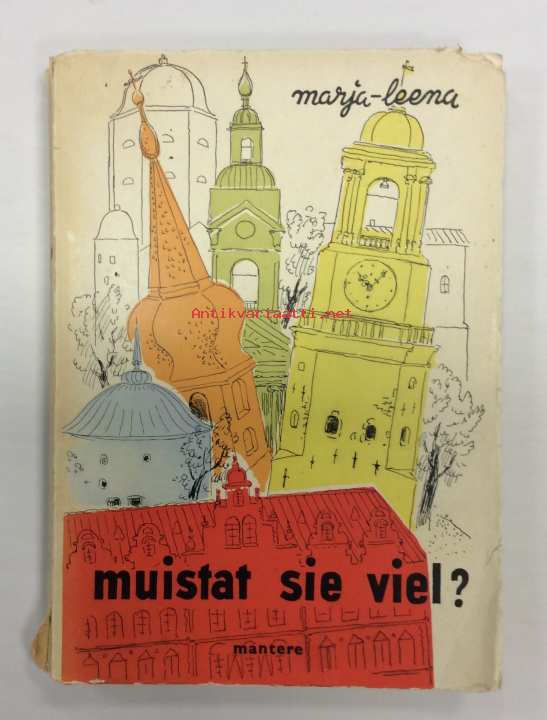 marja-leena
Antikvariaatti.net
muistat sie viel?
mantere